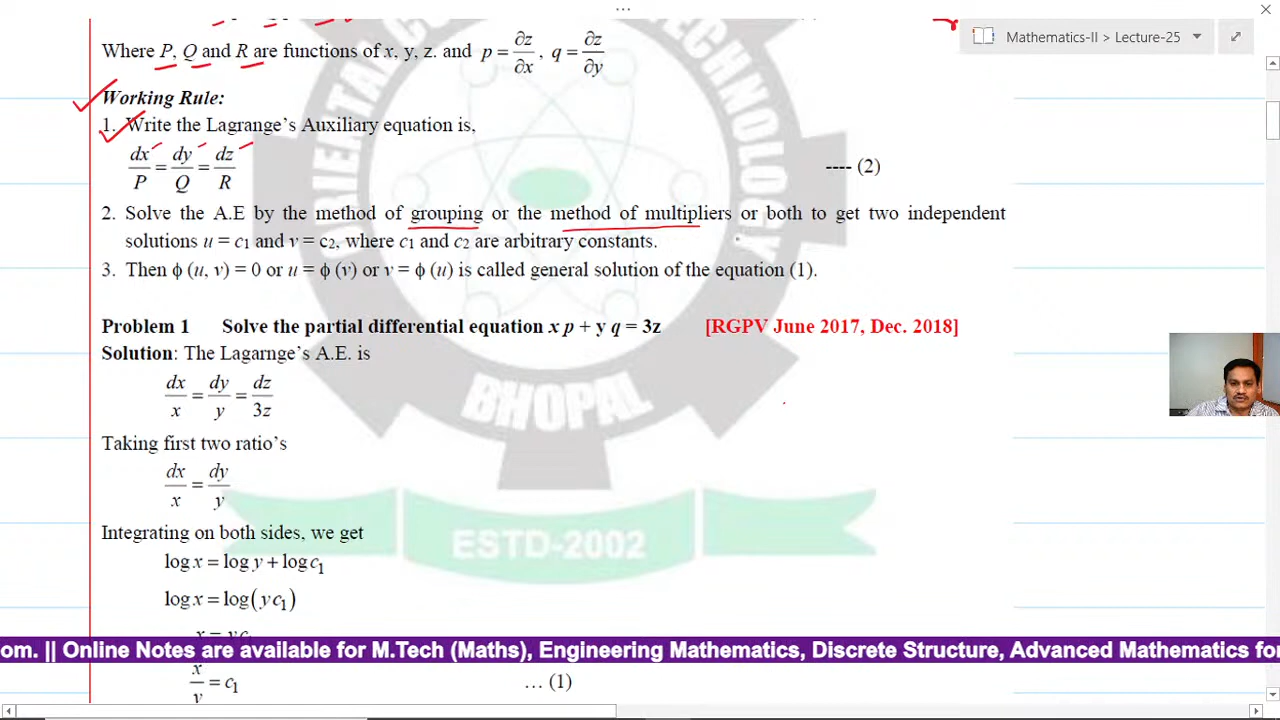 ...
Mathematics-II > Lecture-25
Where P, Q and R are functions of x, y, z. and p = ∂z/∂x , q = ∂z/∂y
Working Rule:
1. Write the Lagrange's Auxiliary equation is,
dx/P = dy/Q = dz/R ---- (2)
2. Solve the A.E by the method of grouping or the method of multipliers or both to get two independent
solutions u = c₁ and v = c₂, where c₁ and c₂ are arbitrary constants.
3. Then ϕ (u, v) = 0 or u = ϕ (v) or v = ϕ (u) is called general solution of the equation (1).
Problem 1 Solve the partial differential equation x p + y q = 3z [RGPV June 2017, Dec. 2018]
Solution: The Lagarnge's A.E. is
dx/x = dy/y = dz/3z
Taking first two ratio's
dx/x = dy/y
Integrating on both sides, we get
log x = log y + log c₁
log x = log(yc₁)
om. || Online Notes are available for M.Tech (Maths), Engineering Mathematics, Discrete Structure, Advanced Mathematics for
x/y = c₁ … (1)
BHOPAL
ESTD-2002